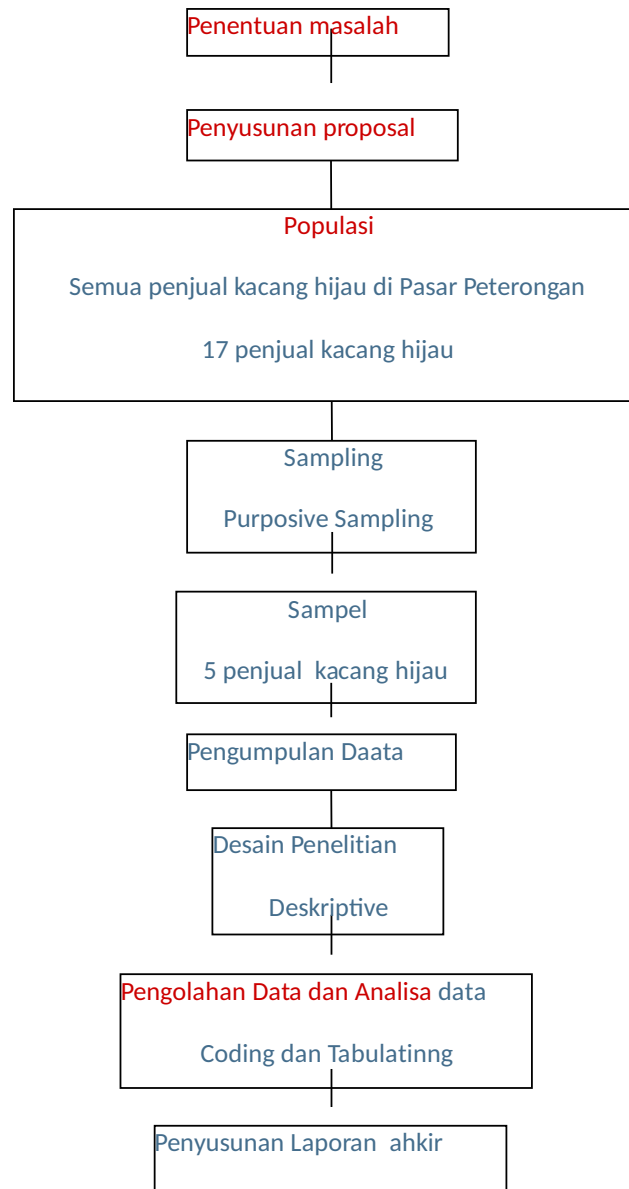 Penentuan masalah
Penyusunan proposal
Populasi
Semua penjual kacang hijau di Pasar Peterongan
17 penjual kacang hijau
Sampling
Purposive Sampling
Sampel
5 penjual  kacang hijau
Pengumpulan Daata
Desain Penelitian
Deskriptive
Pengolahan Data dan Analisa data
Coding dan Tabulatinng
Penyusunan Laporan  ahkir